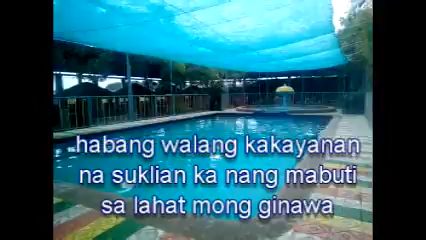 habang walang kakayanan
na suklian ka nang mabuti
sa lahat mong ginawa